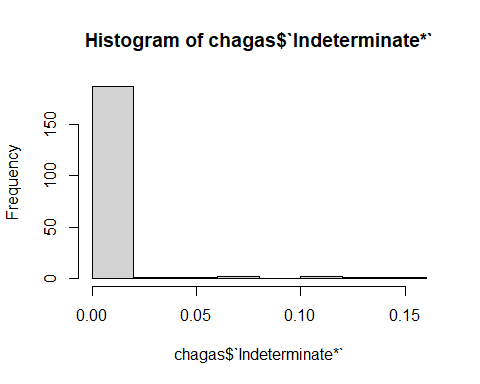 Histogram of chagas$`Indeterminate*`
Frequency
150
100
50
0
0.00 0.05 0.10 0.15
chagas$`Indeterminate*`